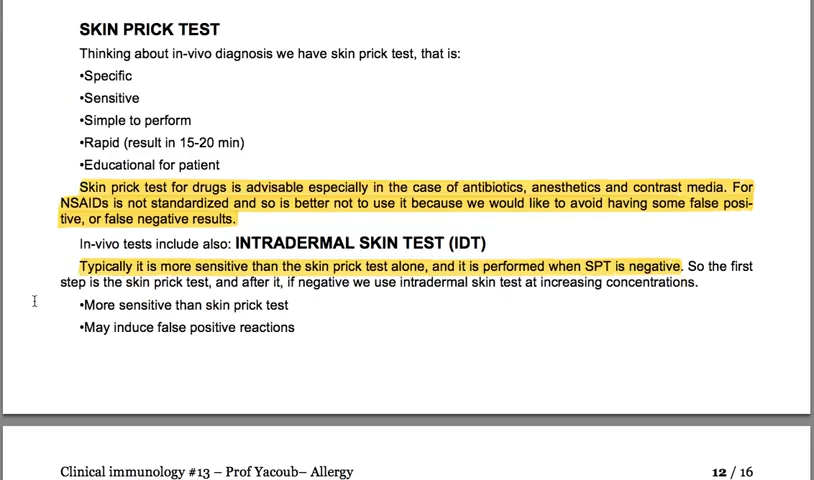 SKIN PRICK TEST
Thinking about in-vivo diagnosis we have skin prick test, that is:
•Specific
•Sensitive
•Simple to perform
•Rapid (result in 15-20 min)
•Educational for patient
Skin prick test for drugs is advisable especially in the case of antibiotics, anesthetics and contrast media. For
NSAIDs is not standardized and so is better not to use it because we would like to avoid having some false posi-
tive, or false negative results.
In-vivo tests include also: INTRADERMAL SKIN TEST (IDT)
Typically it is more sensitive than the skin prick test alone, and it is performed when SPT is negative. So the first
step is the skin prick test, and after it, if negative we use intradermal skin test at increasing concentrations.
•More sensitive than skin prick test
•May induce false positive reactions
Clinical immunology #13 – Prof Yacoub– Allergy 12 / 16